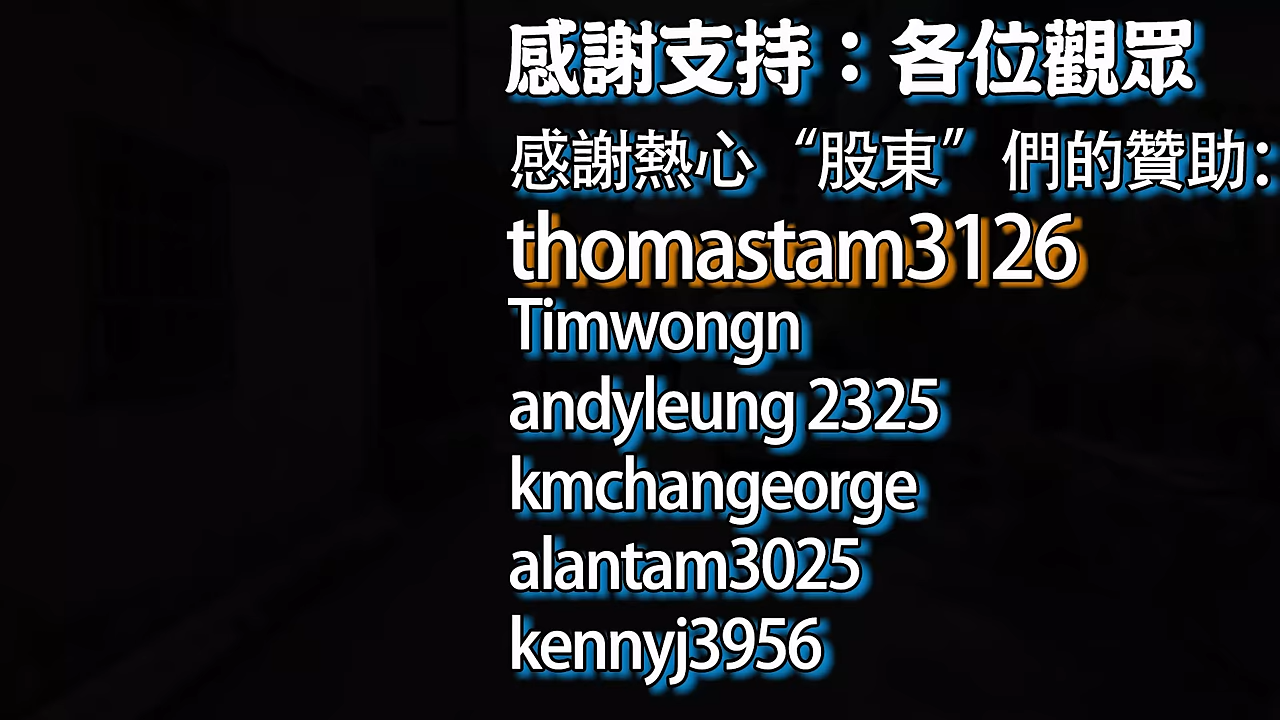 感謝支持：各位觀眾
感謝熱心“股東”們的贊助：
thomastam3126
Timwongn
andyleung 2325
kmchangeorge
alantam3025
kennyj3956